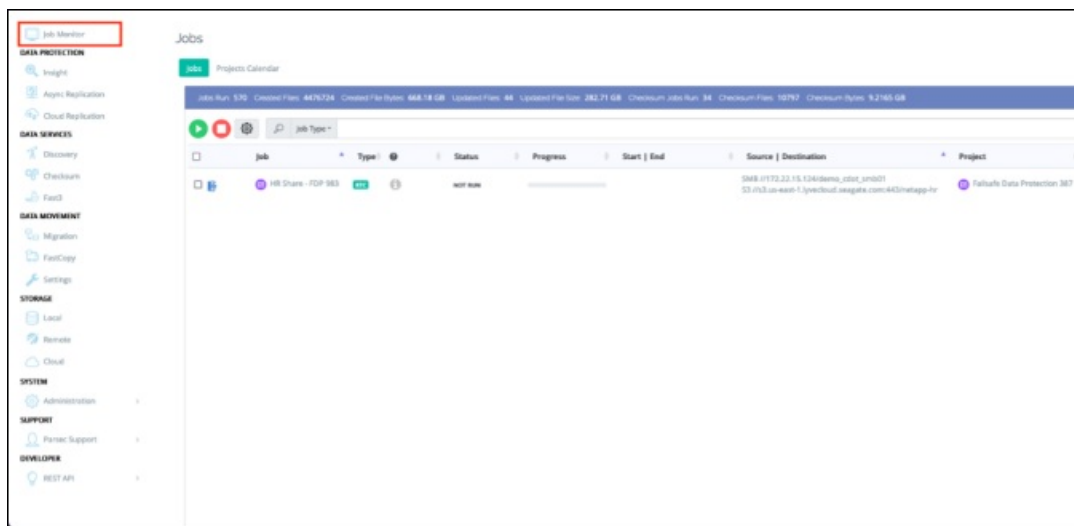 Job Monitor
DATA PROTECTION
Insight
Async Replication
Cloud Replication
DATA SERVICES
Discovery
Checksum
Fast3
DATA MOVEMENT
Migration
FastCopy
Settings
STORAGE
Local
Remote
Cloud
SYSTEM
Administration
SUPPORT
Parsec Support
DEVELOPER
REST API
Jobs
Jobs Projects Calendar
Jobs Run 570 Created Files 4476724 Created File Bytes 668.18 GB Updated Files 44 Updated File Size 282.71 GB Checksum Jobs Run 34 Checksum Files 10797 Checksum Bytes 9.2165 GB
Job Type
Job Type Status Progress Start | End Source | Destination Project
HR Share - FDP 983 NOT RUN
SMB://172.22.15.124/demo_cdot_smb01
S3://s3.us-east-1.lyvecloud.seagate.com:443/netapp-hr
Failsafe Data Protection 387